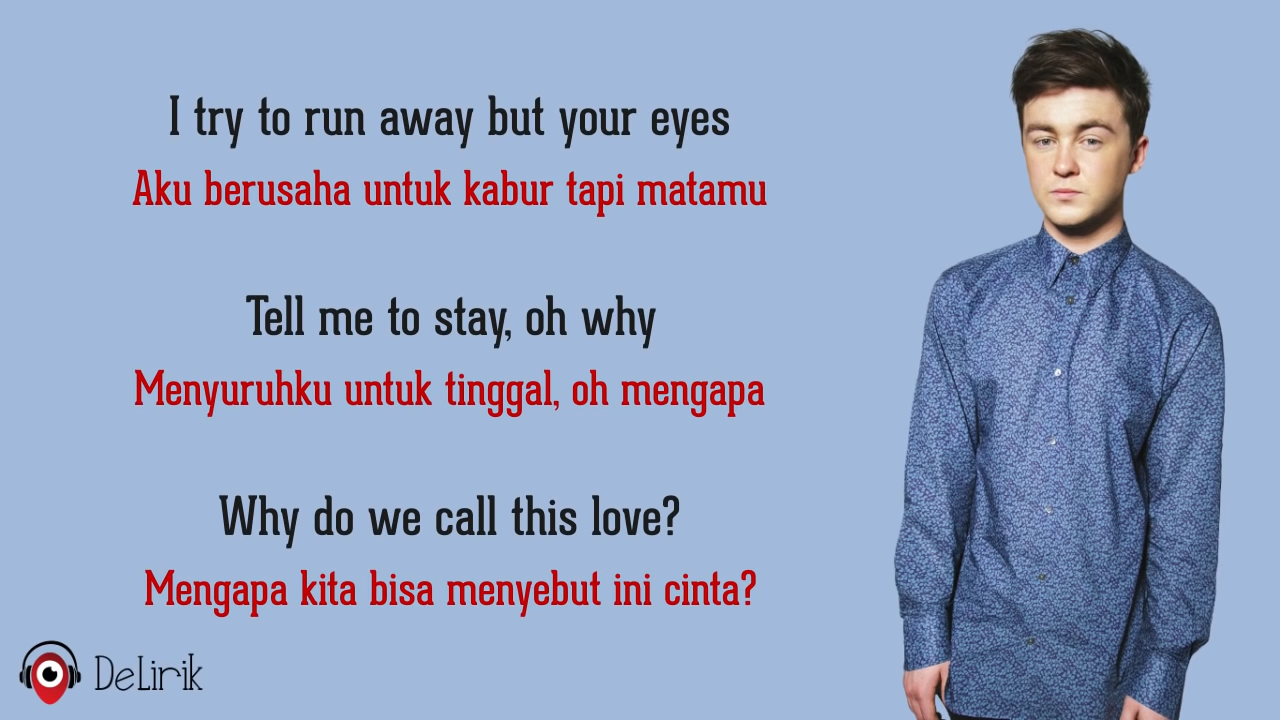 I try to run away but your eyes
Aku berusaha untuk kabur tapi matamu
Tell me to stay, oh why
Menyuruhku untuk tinggal, oh mengapa
Why do we call this love?
Mengapa kita bisa menyebut ini cinta?
DeLirik